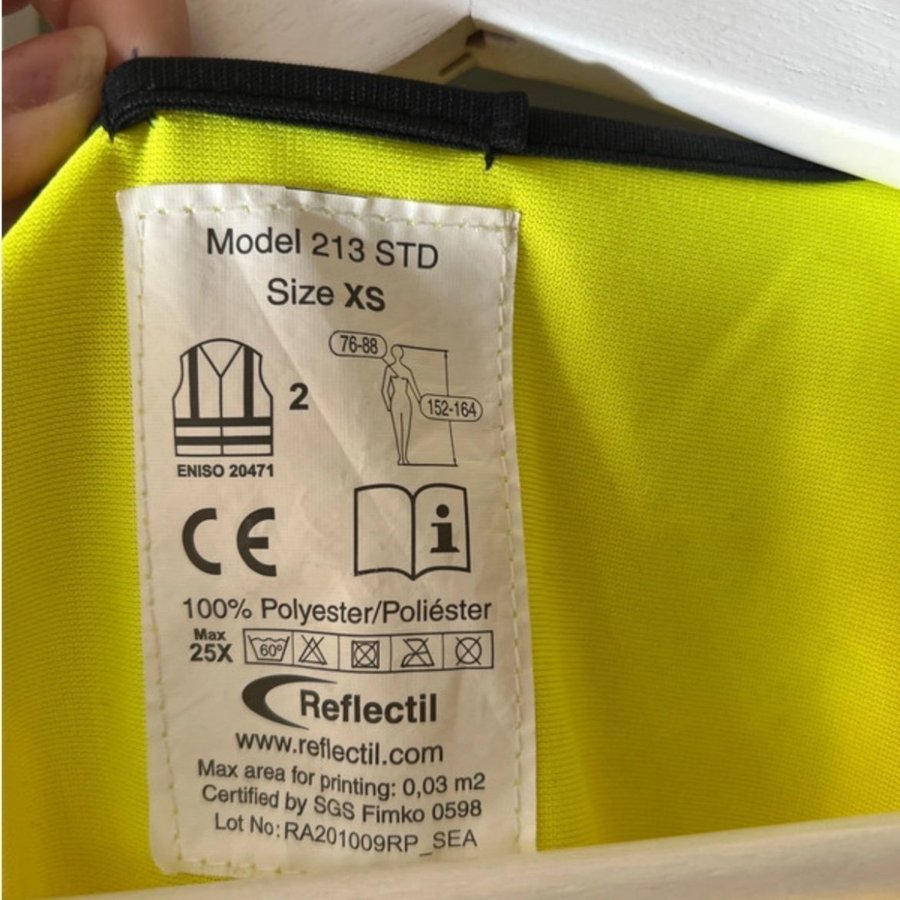 Model 213 STD
Size XS
76-88
2
152-164
ENISO 20471
CE
i
100% Polyester/Poliéster
Max
25X
60º
Reflectil
www.reflectil.com
Max area for printing: 0,03 m2
Certified by SGS Fimko 0598
Lot No: RA201009RP_SEA